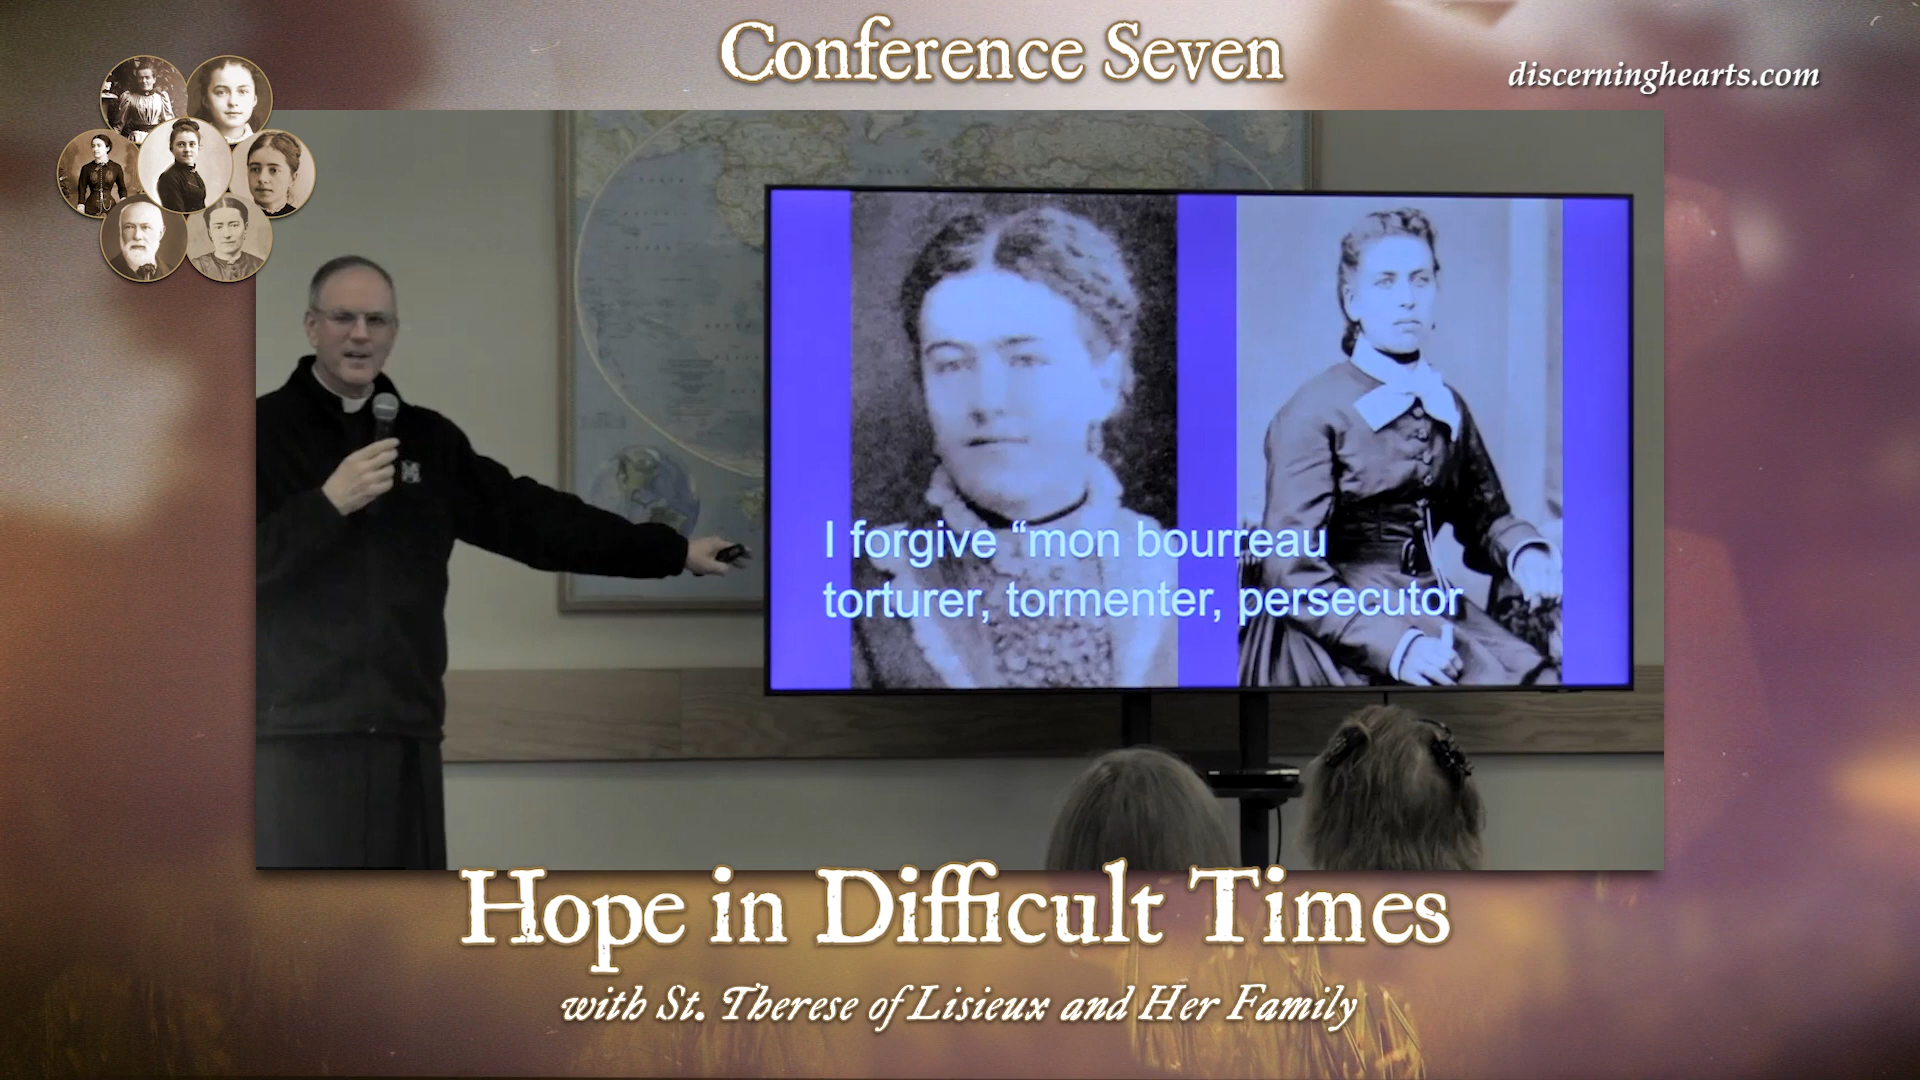 Conference Seven
discerninghearts.com
I forgive “mon bourreau
torturer, tormenter, persecutor
Hope in Difficult Times
with St. Therese of Lisieux and Her Family